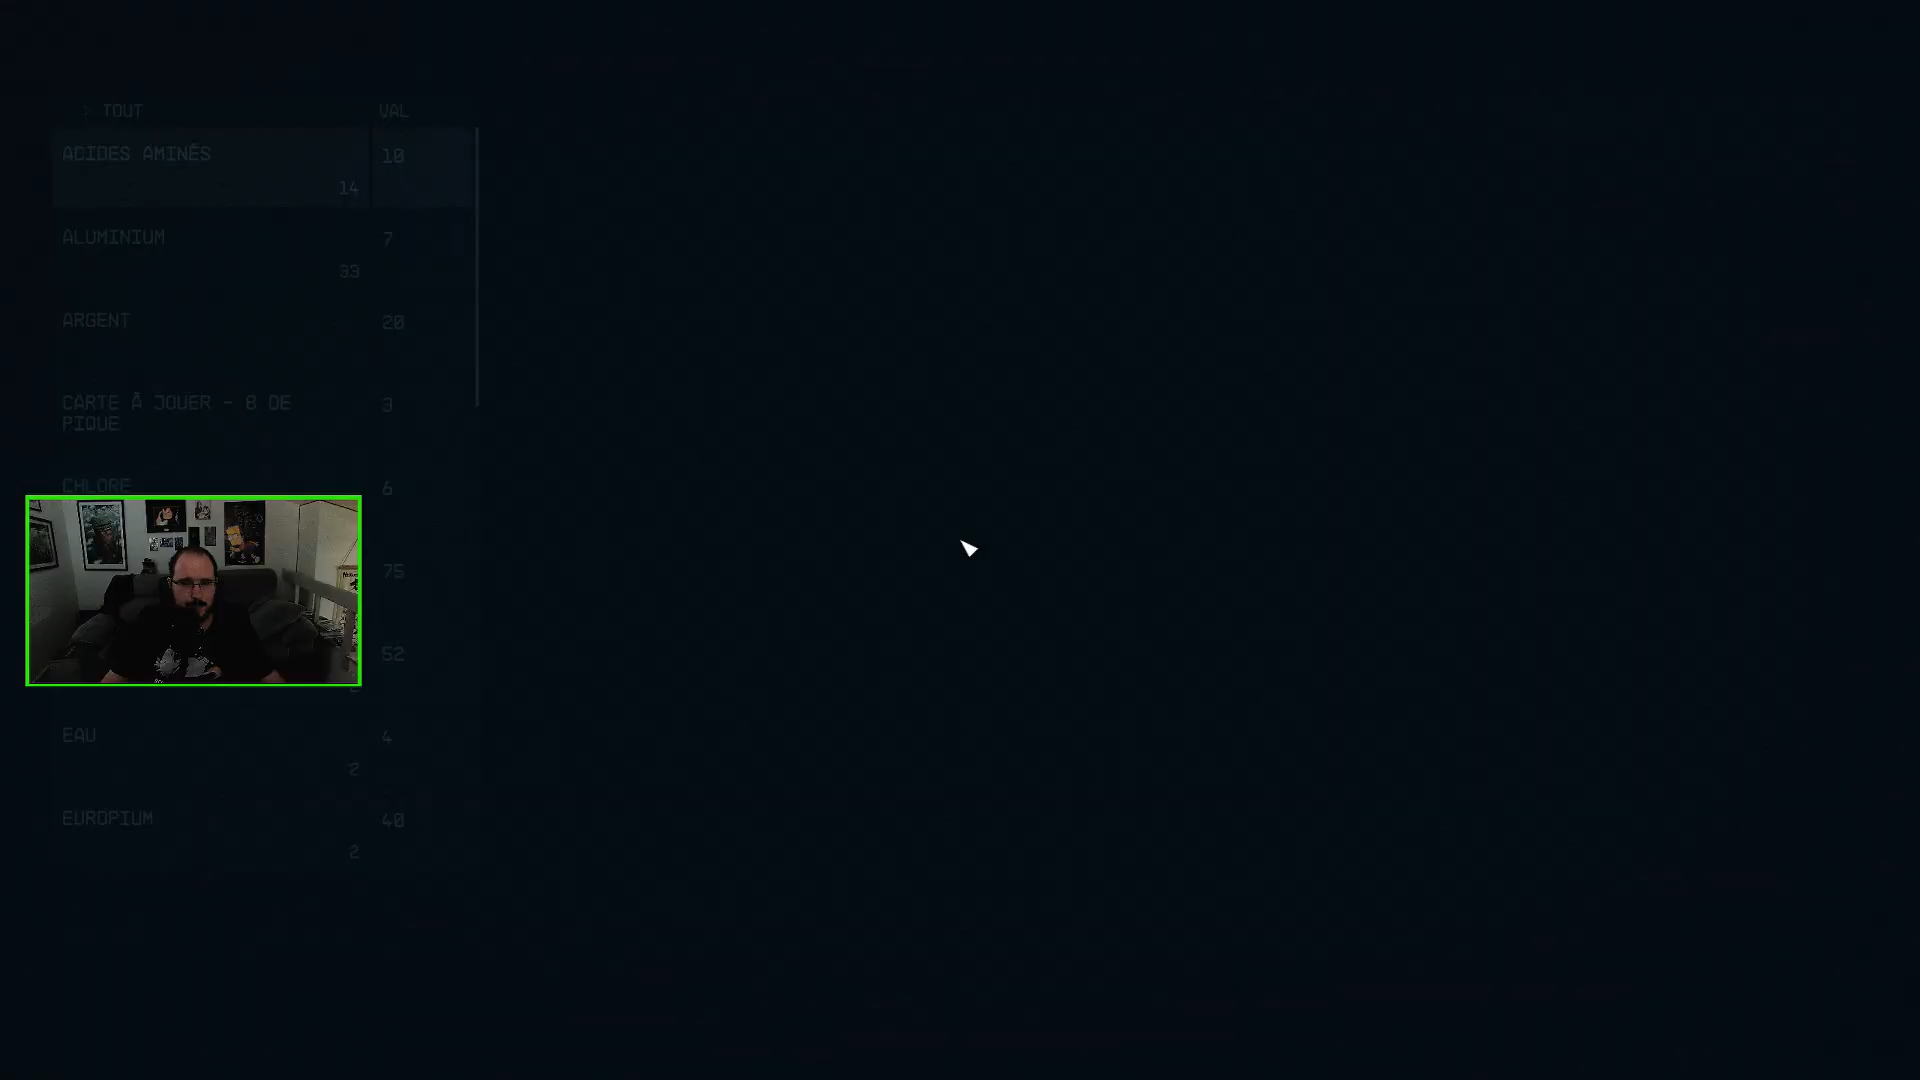 > TOUT VAL
ACIDES AMINÉS 10
14
ALUMINIUM 7
33
ARGENT 20
CARTE À JOUER - 8 DE 3
PIQUE
CHLORE 6
75
52
EAU 4
2
EUROPIUM 40
2